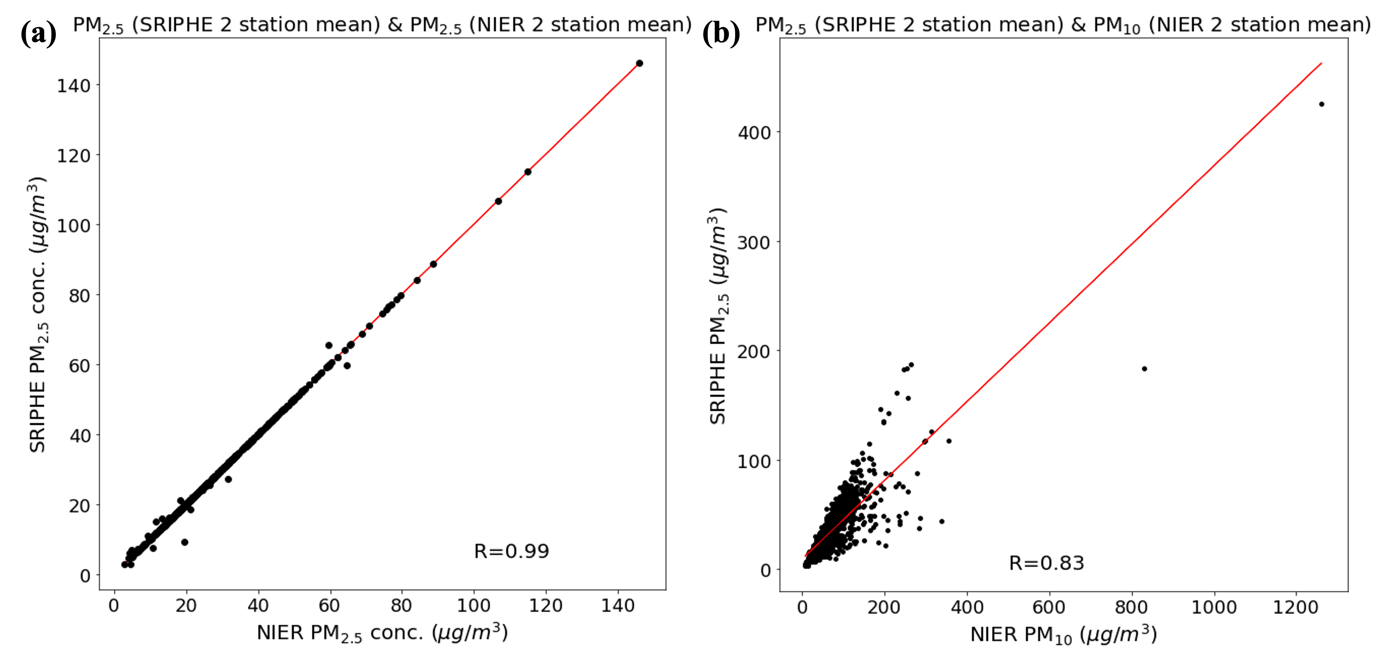 (a) PM₂.₅ (SRIPHE 2 station mean) & PM₂.₅ (NIER 2 station mean)
SRIPHE PM₂.₅ conc. (μg/m³)
140
120
100
80
60
40
20
0
R=0.99
0 20 40 60 80 100 120 140
NIER PM₂.₅ conc. (μg/m³)
(b) PM₂.₅ (SRIPHE 2 station mean) & PM₁₀ (NIER 2 station mean)
SRIPHE PM₂.₅ (μg/m³)
400
300
200
100
0
R=0.83
0 200 400 600 800 1000 1200
NIER PM₁₀ (μg/m³)